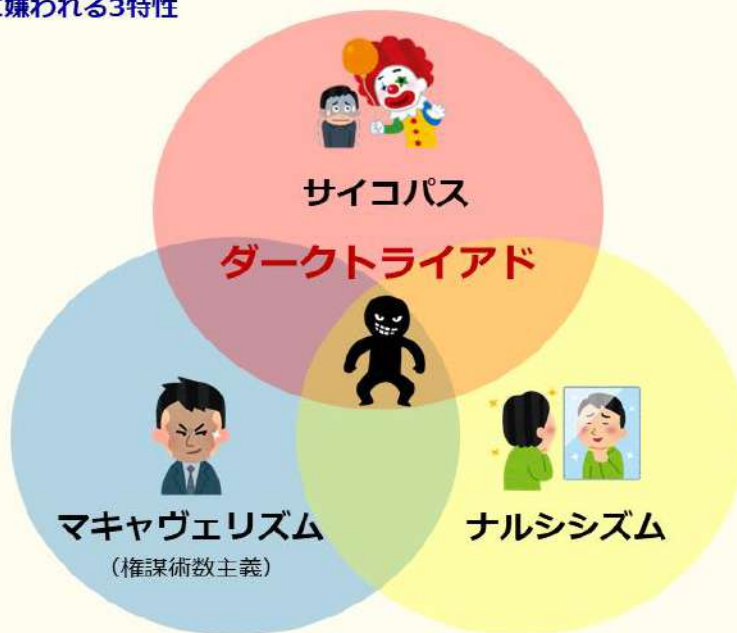 嫌われる3特性
サイコパス
ダークトライアド
マキャヴェリズム
（権謀術数主義）
ナルシシズム